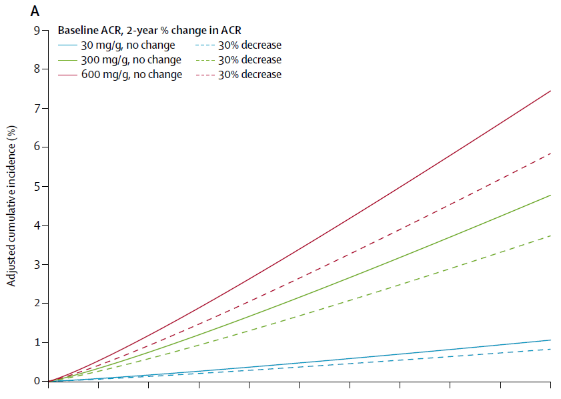 A
Baseline ACR, 2-year % change in ACR
30 mg/g, no change 30% decrease
300 mg/g, no change 30% decrease
600 mg/g, no change 30% decrease
Adjusted cumulative incidence (%)
9
8
7
6
5
4
3
2
1
0